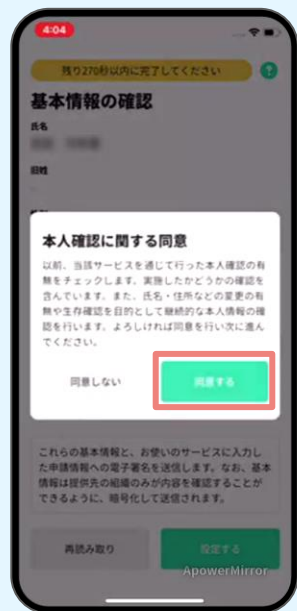 4:04
残り270秒以内に完了してください
?
基本情報の確認
氏名
旧姓
本人確認に関する同意
以前、当該サービスを通じて行った本人確認の有
無をチェックします。実施したかどうかの確認を
含んでいます。また、氏名・住所などの変更の有
無や生存確認を目的として継続的な本人情報の確
認を行います。よろしければ同意を行い次に進ん
でください。
同意しない
同意する
これらの基本情報と、お使いのサービスに入力し
た申請情報への電子署名を送信します。なお、基本
情報は提供先の組織のみが内容を確認することが
できるように、暗号化して送信されます。
再読み取り
設定する
ApowerMirror